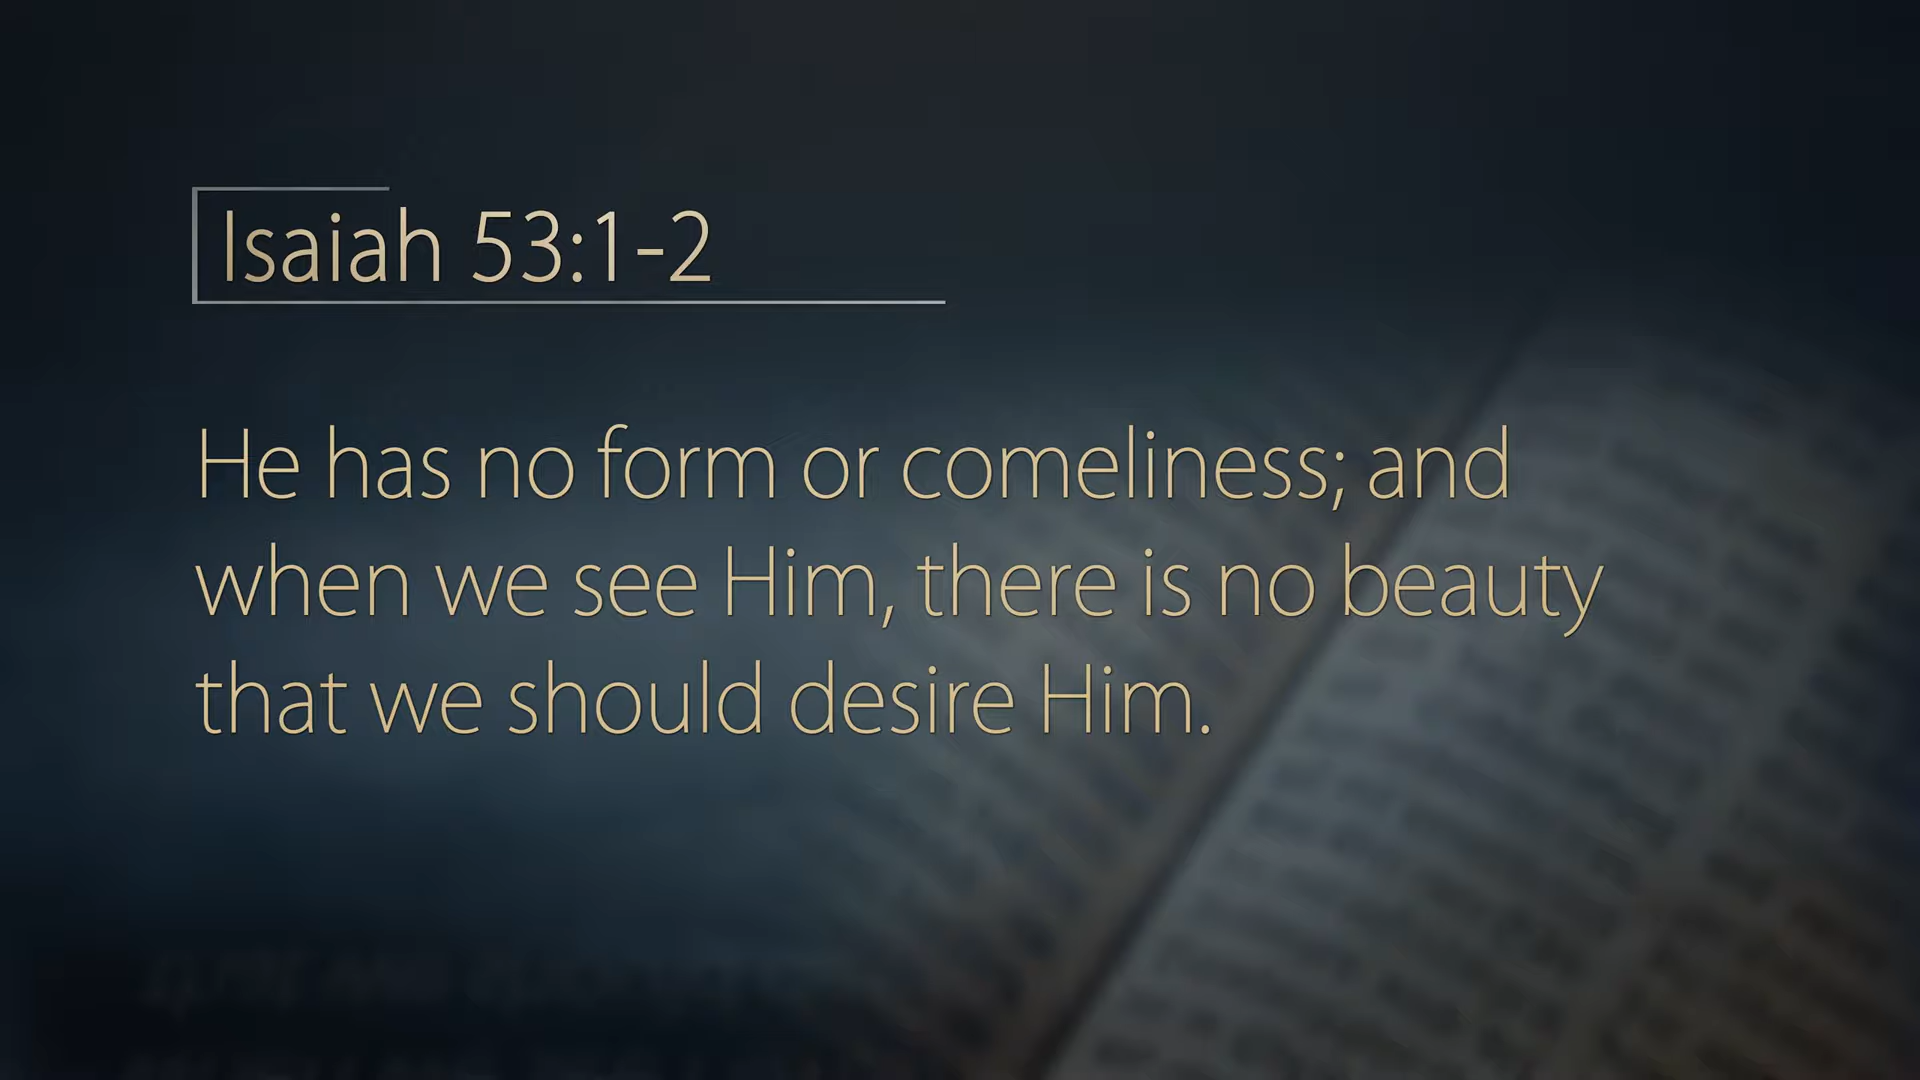 Isaiah 53:1-2
He has no form or comeliness; and
when we see Him, there is no beauty
that we should desire Him.